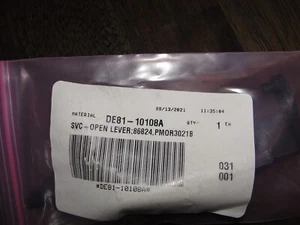 09/13/2021 11:35:04
MATERIAL DE81-10108A QTY: 1 EA
SVC-OPEN LEVER;86824,PMOR30218
031
001
*DE81-10108A*